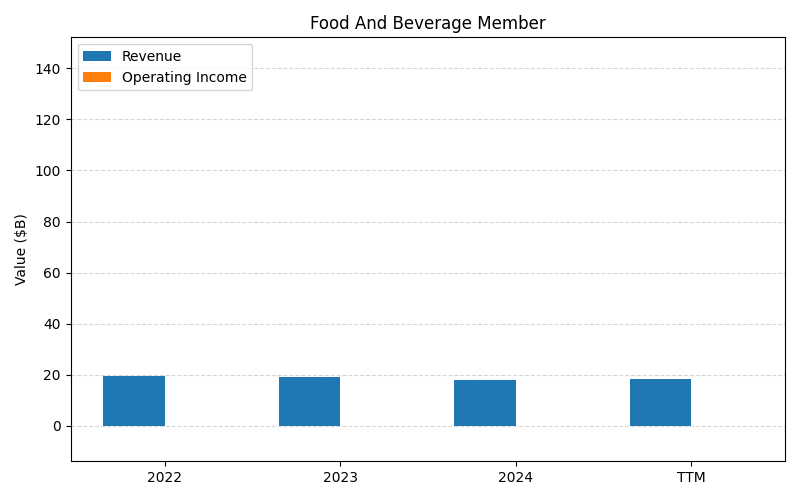 Food And Beverage Member
Revenue
Operating Income
Value ($B)
140
120
100
80
60
40
20
0
2022
2023
2024
TTM